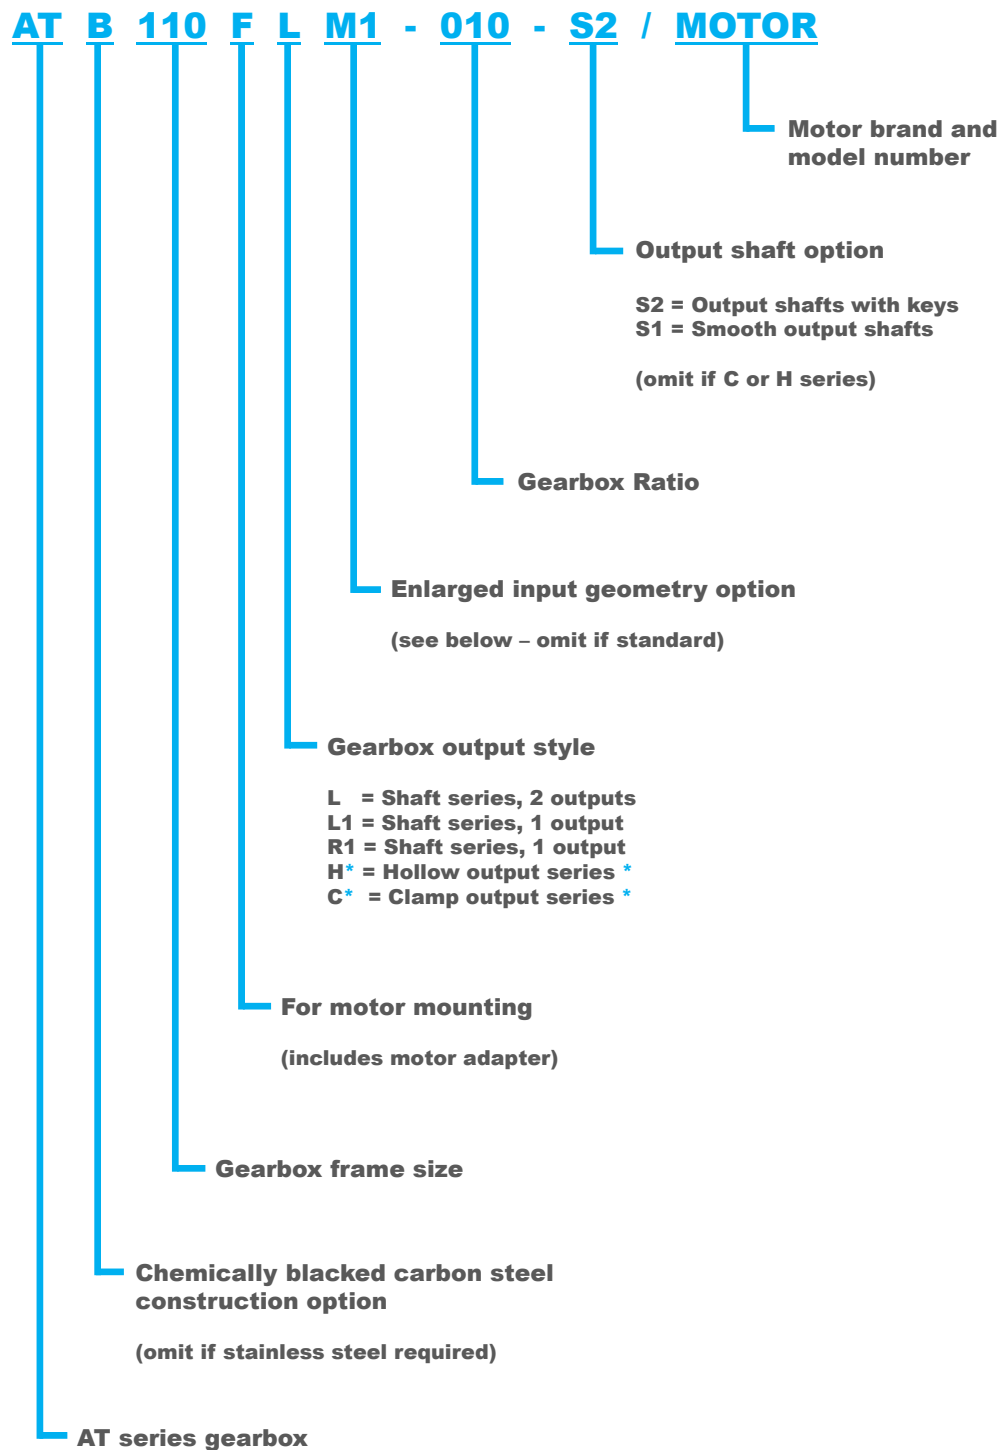 AT B 110 F L M1 - 010 - S2 / MOTOR
Motor brand and
model number
Output shaft option
S2 = Output shafts with keys
S1 = Smooth output shafts
(omit if C or H series)
Gearbox Ratio
Enlarged input geometry option
(see below – omit if standard)
Gearbox output style
L = Shaft series, 2 outputs
L1 = Shaft series, 1 output
R1 = Shaft series, 1 output
H* = Hollow output series *
C* = Clamp output series *
For motor mounting
(includes motor adapter)
Gearbox frame size
Chemically blacked carbon steel
construction option
(omit if stainless steel required)
AT series gearbox